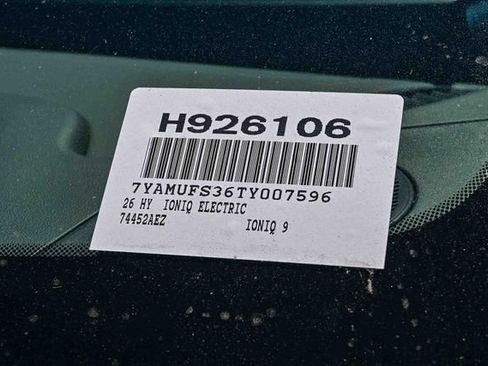 H926106
7YAMUFS36TY007596
26 HY IONIQ ELECTRIC
74452AEZ IONIQ 9